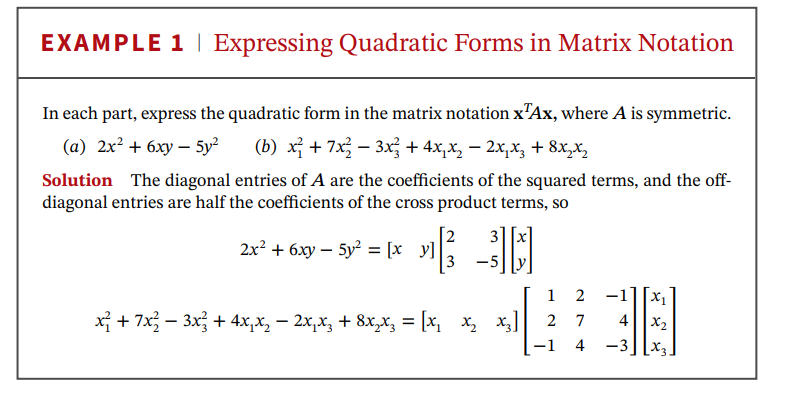 EXAMPLE 1 | Expressing Quadratic Forms in Matrix Notation
In each part, express the quadratic form in the matrix notation xᵀAx, where A is symmetric.
(a) 2x² + 6xy − 5y² (b) x₁² + 7x₂² − 3x₃² + 4x₁x₂ − 2x₁x₃ + 8x₂x₂
Solution The diagonal entries of A are the coefficients of the squared terms, and the off-
diagonal entries are half the coefficients of the cross product terms, so
2x² + 6xy − 5y² = [x y] [2 3; 3 −5] [x; y]
x₁² + 7x₂² − 3x₃² + 4x₁x₂ − 2x₁x₃ + 8x₂x₃ = [x₁ x₂ x₃] [1 2 −1; 2 7 4; −1 4 −3] [x₁; x₂; x₃]